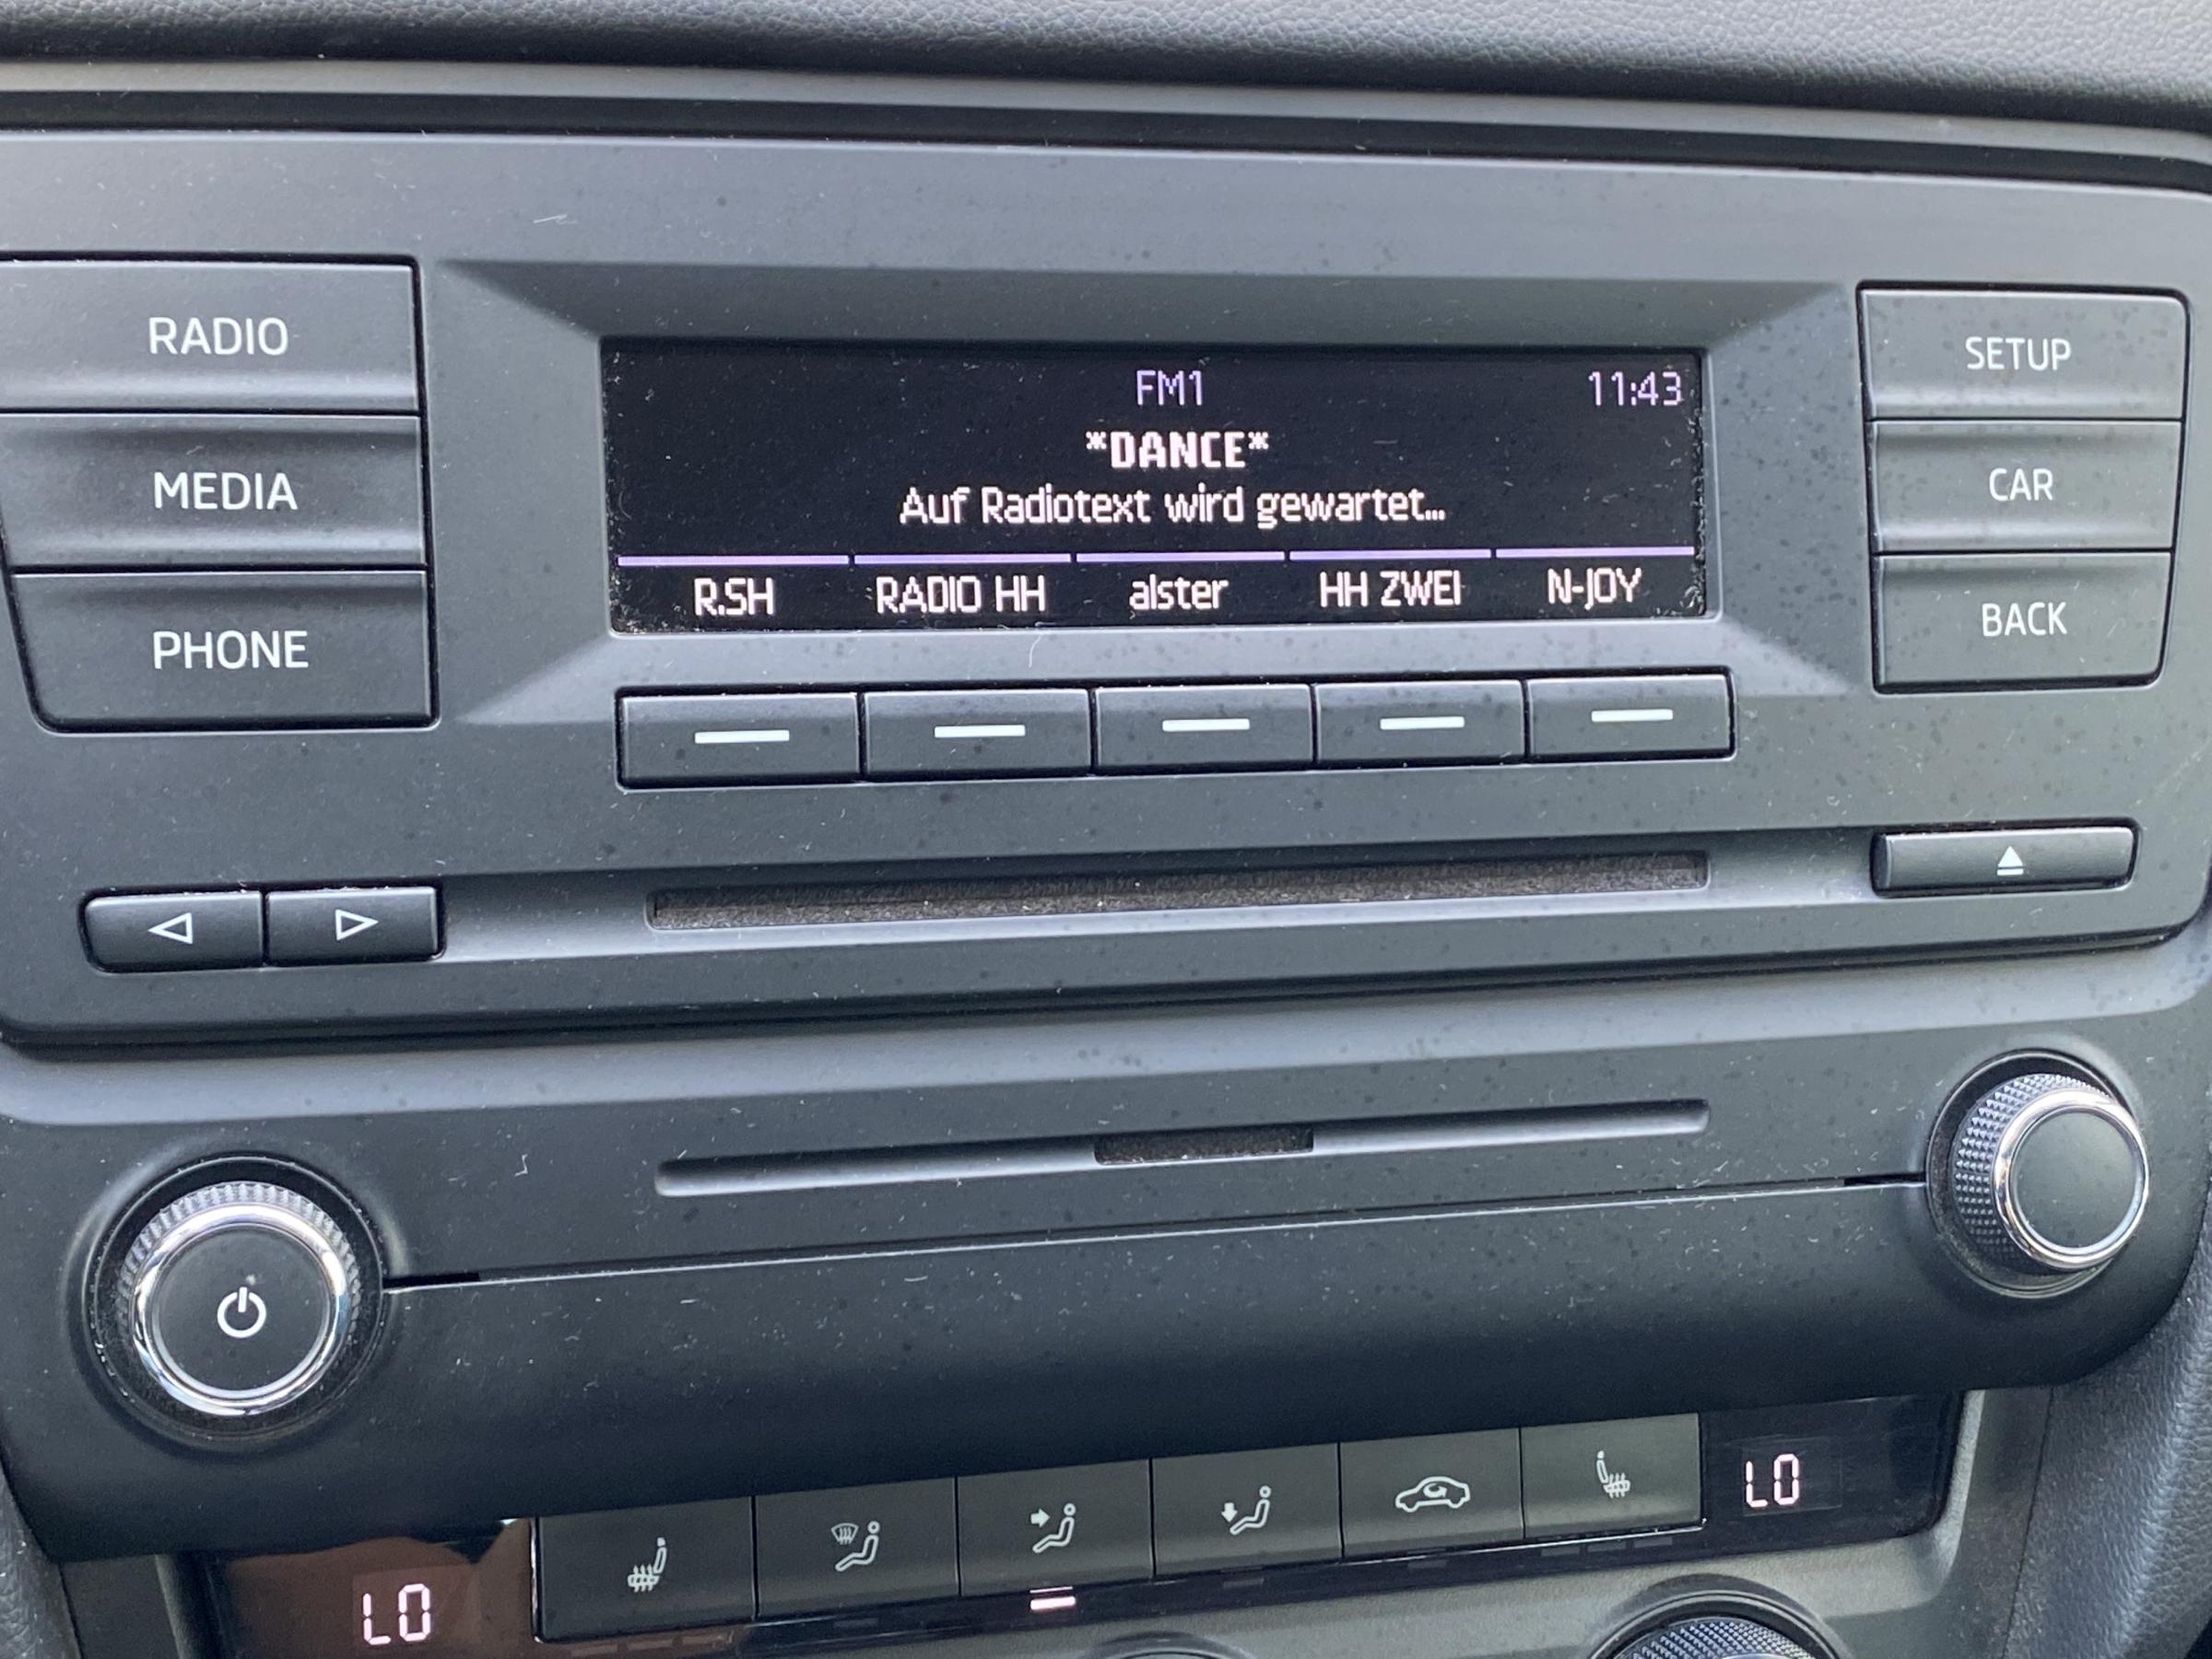 RADIO
MEDIA
PHONE
FM1
11:43
*DANCE*
Auf Radiotext wird gewartet...
R.SH
RADIO HH
alster
HH ZWEI
N-JOY
SETUP
CAR
BACK
LO
LO